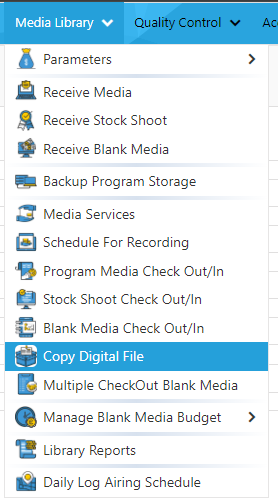 Media Library Quality Control Ac
Parameters
Receive Media
Receive Stock Shoot
Receive Blank Media
Backup Program Storage
Media Services
Schedule For Recording
Program Media Check Out/In
Stock Shoot Check Out/In
Blank Media Check Out/In
Copy Digital File
Multiple CheckOut Blank Media
Manage Blank Media Budget
Library Reports
Daily Log Airing Schedule